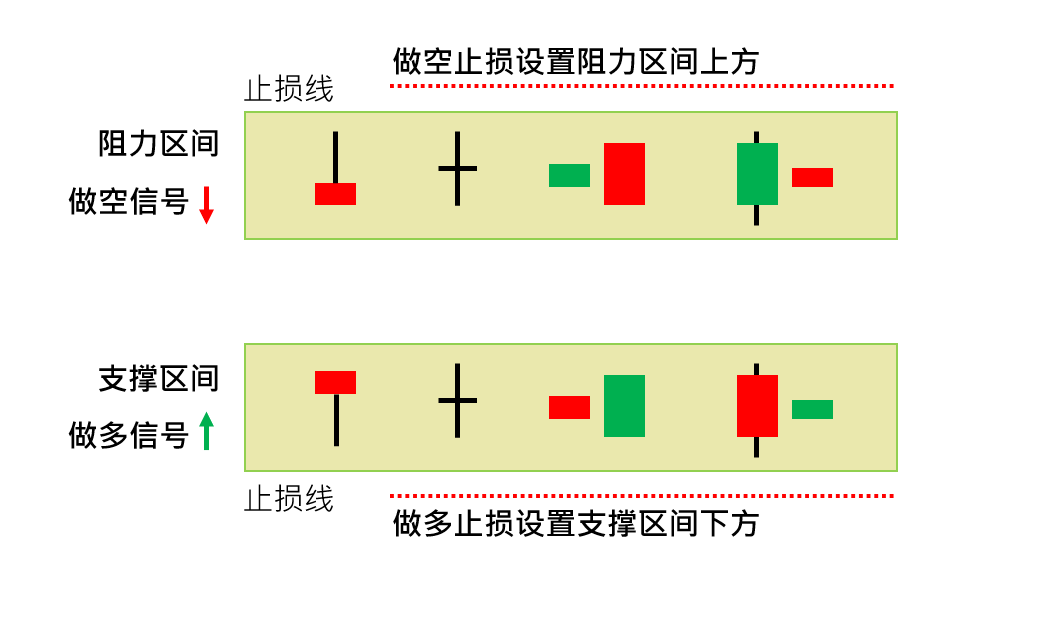 做空止损设置阻力区间上方
止损线
阻力区间
做空信号
支撑区间
做多信号
止损线
做多止损设置支撑区间下方